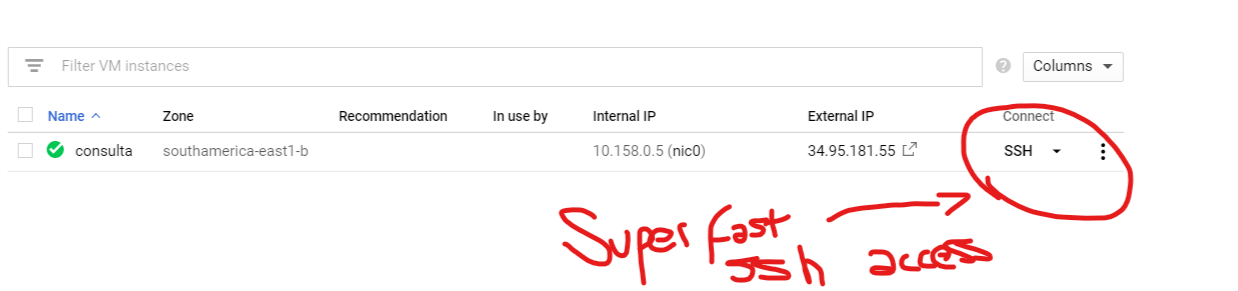 Filter VM instances
Columns
Name Zone Recommendation In use by Internal IP External IP Connect
consulta southamerica-east1-b 10.158.0.5 (nic0) 34.95.181.55 SSH
Super fast
ssh access